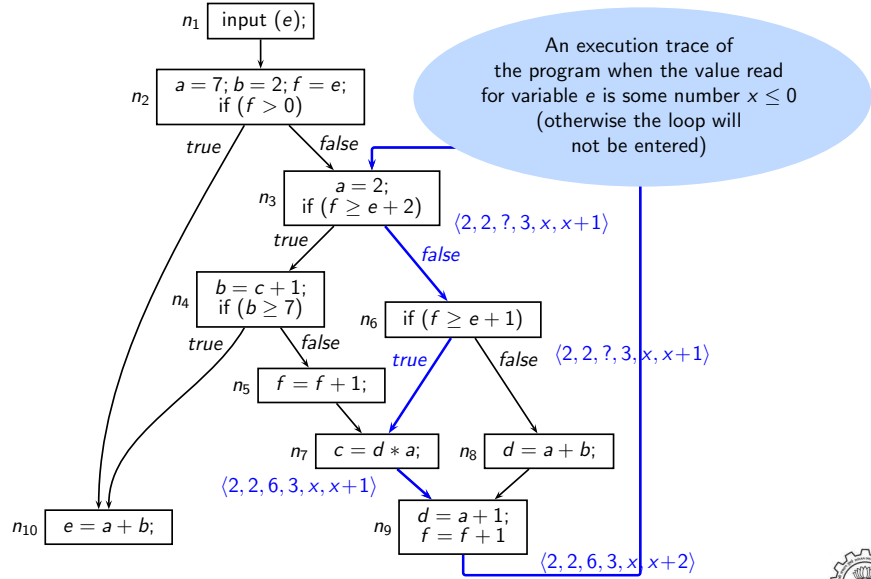 n1 input (e);
An execution trace of
the program when the value read
for variable e is some number x ≤ 0
(otherwise the loop will
not be entered)
n2 a = 7; b = 2; f = e;
if (f > 0)
true
false
n3 a = 2;
if (f ≥ e + 2)
⟨2, 2, ?, 3, x, x+1⟩
true
false
n4 b = c + 1;
if (b ≥ 7)
n6 if (f ≥ e + 1)
true
false
true
false
⟨2, 2, ?, 3, x, x+1⟩
n5 f = f + 1;
n7 c = d ∗ a;
n8 d = a + b;
⟨2, 2, 6, 3, x, x+1⟩
n10 e = a + b;
n9 d = a + 1;
f = f + 1
⟨2, 2, 6, 3, x, x+2⟩